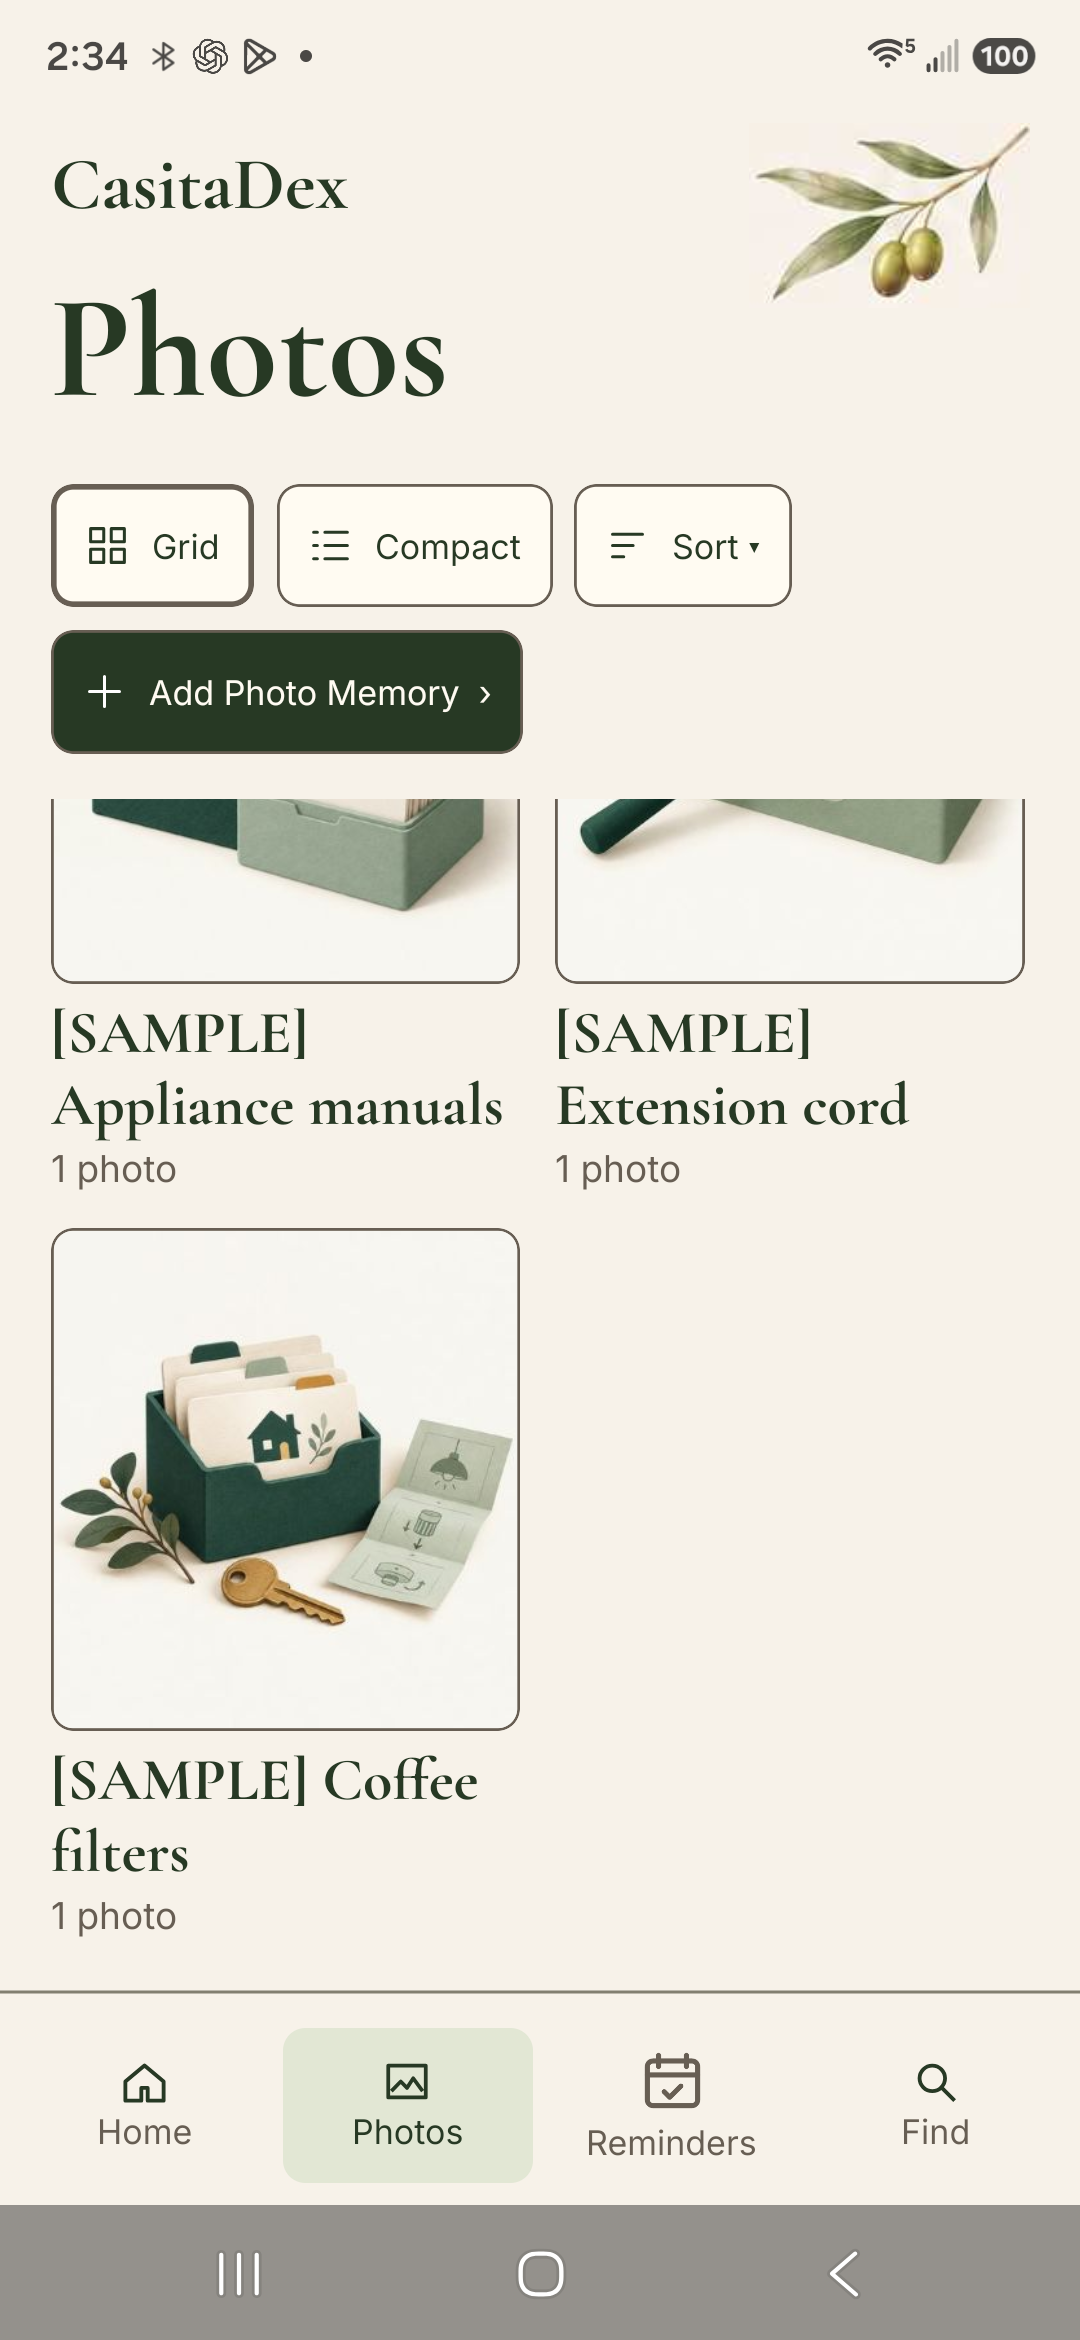 2:34
5
100
CasitaDex
Photos
Grid
Compact
Sort ▾
Add Photo Memory ›
[SAMPLE]
Appliance manuals
1 photo
[SAMPLE]
Extension cord
1 photo
[SAMPLE] Coffee
filters
1 photo
Home
Photos
Reminders
Find